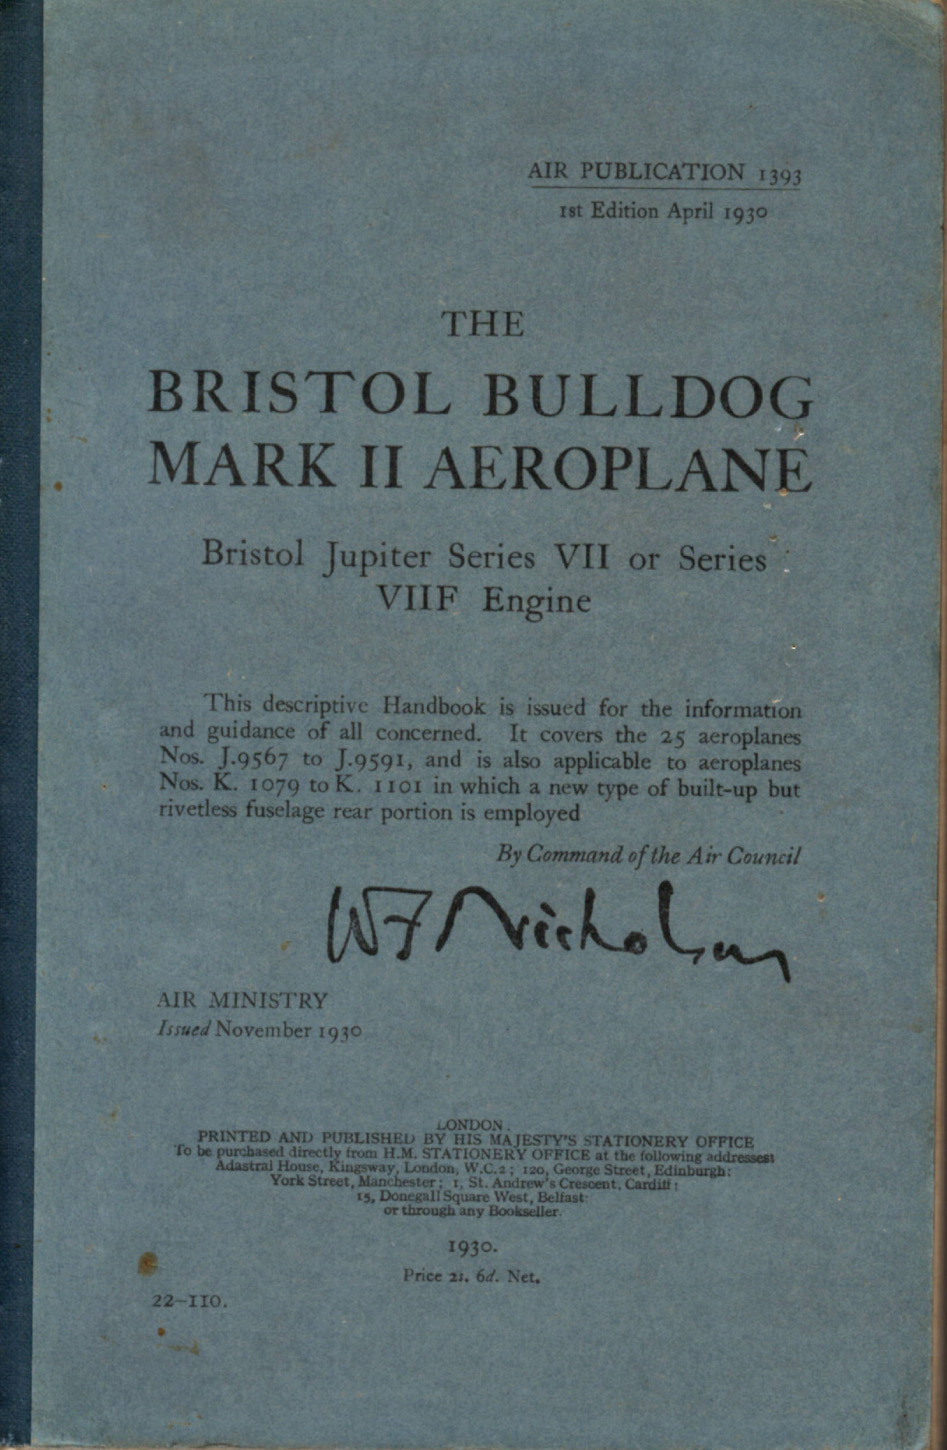 AIR PUBLICATION 1393
1st Edition April 1930
THE
BRISTOL BULLDOG
MARK II AEROPLANE
Bristol Jupiter Series VII or Series
VIIF Engine
This descriptive Handbook is issued for the information
and guidance of all concerned. It covers the 25 aeroplanes
Nos. J.9567 to J.9591, and is also applicable to aeroplanes
Nos. K. 1079 to K. 1101 in which a new type of built-up but
rivetless fuselage rear portion is employed
By Command of the Air Council
WF Nicholson
AIR MINISTRY
Issued November 1930
LONDON.
PRINTED AND PUBLISHED BY HIS MAJESTY'S STATIONERY OFFICE
To be purchased directly from H.M. STATIONERY OFFICE at the following addresses:
Adastral House, Kingsway, London, W.C.2; 120, George Street, Edinburgh:
York Street, Manchester; 1, St. Andrew's Crescent, Cardiff;
15, Donegall Square West, Belfast
or through any Bookseller.
1930.
Price 2s. 6d. Net.
22-110.